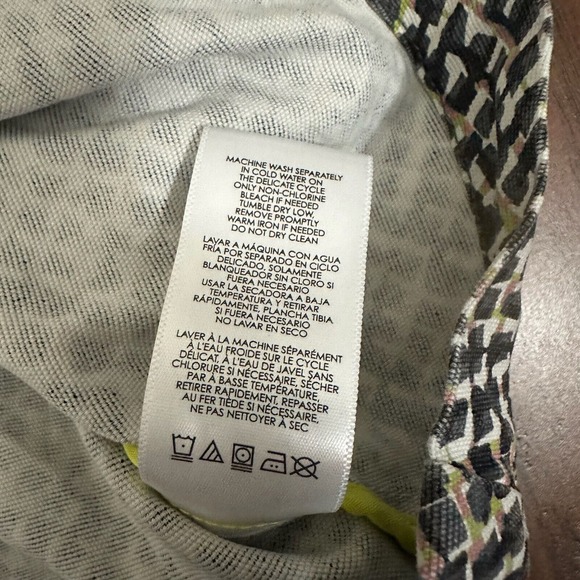 MACHINE WASH SEPARATELY
IN COLD WATER ON
THE DELICATE CYCLE
ONLY NON-CHLORINE
BLEACH IF NEEDED
TUMBLE DRY LOW,
REMOVE PROMPTLY
WARM IRON IF NEEDED
DO NOT DRY CLEAN
LAVAR A MÁQUINA CON AGUA
FRÍA POR SEPARADO EN CICLO
DELICADO, SOLAMENTE
BLANQUEADOR SIN CLORO SI
FUERA NECESARIO
USAR LA SECADORA A BAJA
TEMPERATURA Y RETIRAR
RÁPIDAMENTE, PLANCHA TIBIA
SI FUERA NECESARIO
NO LAVAR EN SECO
LAVER À LA MACHINE SÉPARÉMENT
À L'EAU FROIDE SUR LE CYCLE
DÉLICAT. À L'EAU DE JAVEL SANS
CHLORURE SI NÉCESSAIRE, SÉCHER
PAR À BASSE TEMPÉRATURE,
RETIRER RAPIDEMENT, REPASSER
AU FER TIÈDE SI NÉCESSAIRE,
NE PAS NETTOYER À SEC